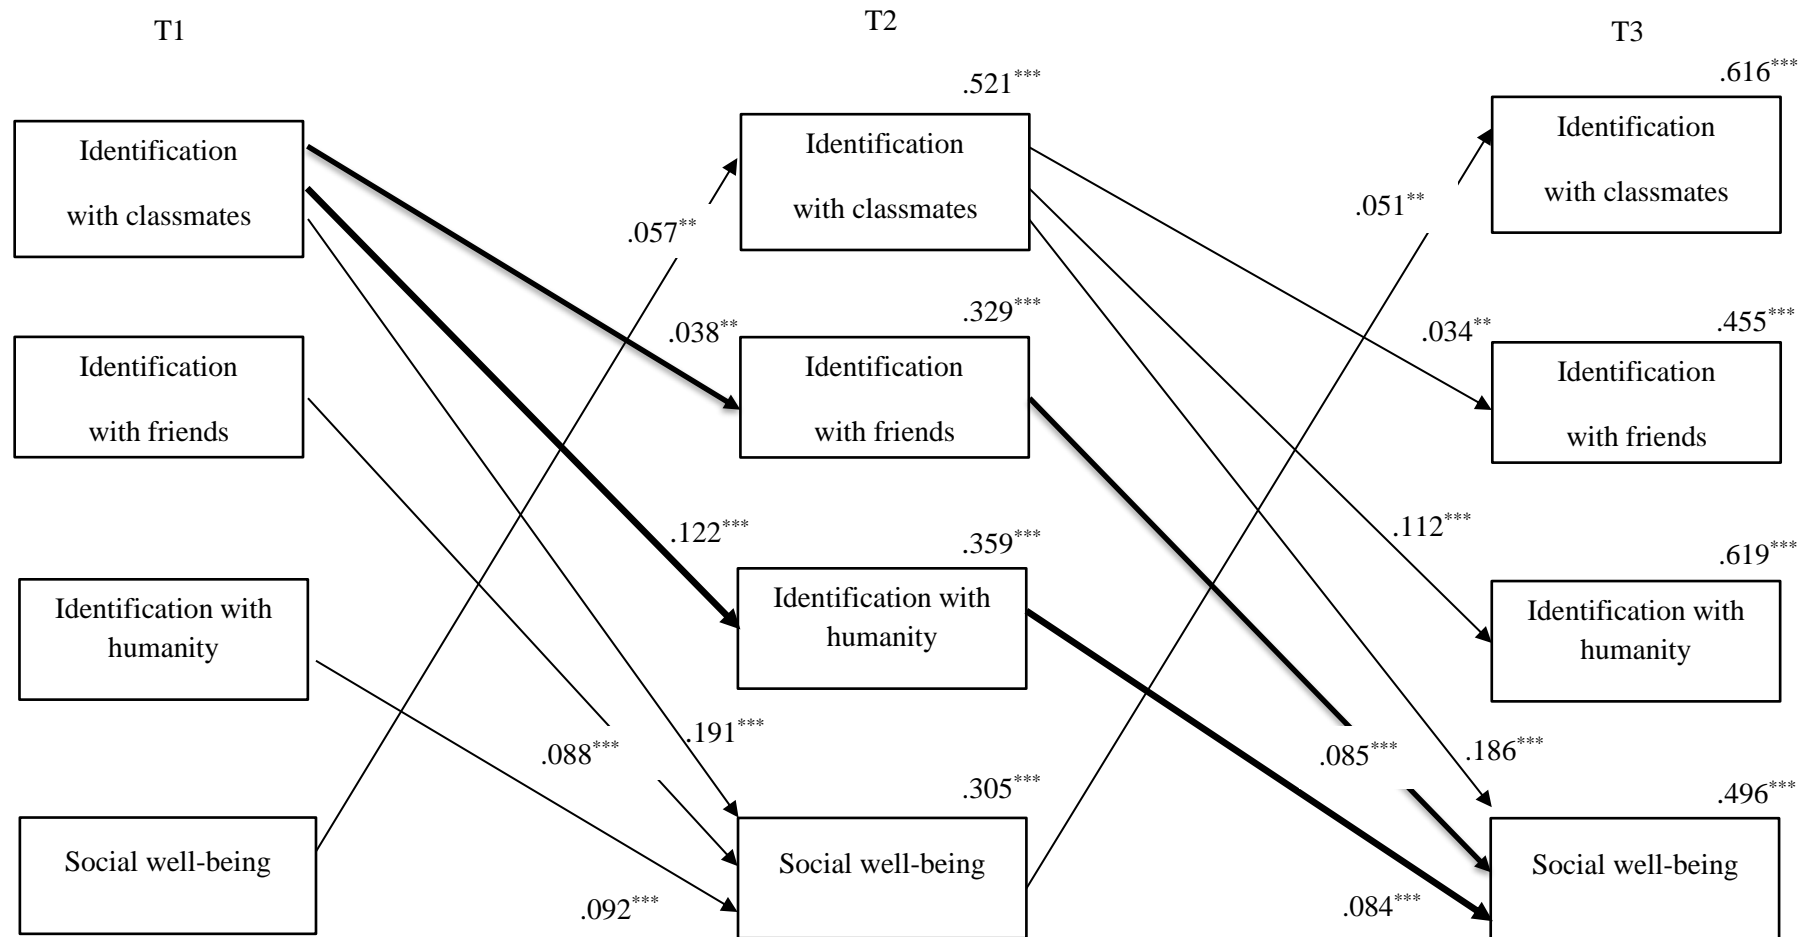 T1
T2
T3
.521***
.616***
Identification
with classmates
Identification
with classmates
Identification
with classmates
.057**
.051**
.038**
.329***
.034**
.455***
Identification
with friends
Identification
with friends
Identification
with friends
.122***
.359***
.112***
.619***
Identification with
humanity
Identification with
humanity
Identification with
humanity
.088***
.191***
.305***
.085***
.186***
.496***
Social well-being
Social well-being
Social well-being
.092***
.084***